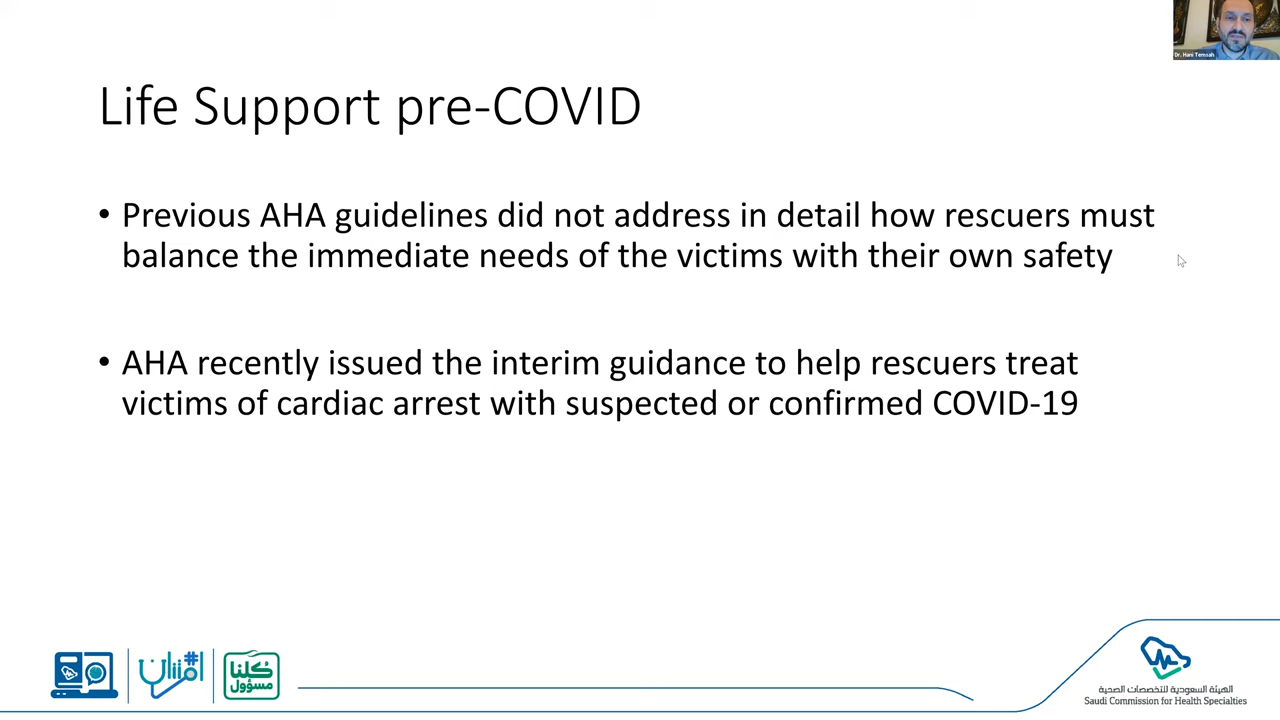 Dr. Hani Temsah
Life Support pre-COVID
• Previous AHA guidelines did not address in detail how rescuers must
balance the immediate needs of the victims with their own safety
• AHA recently issued the interim guidance to help rescuers treat
victims of cardiac arrest with suspected or confirmed COVID-19
كلنا
مسؤول
الهيئة السعودية للتخصصات الصحية
Saudi Commission for Health Specialties